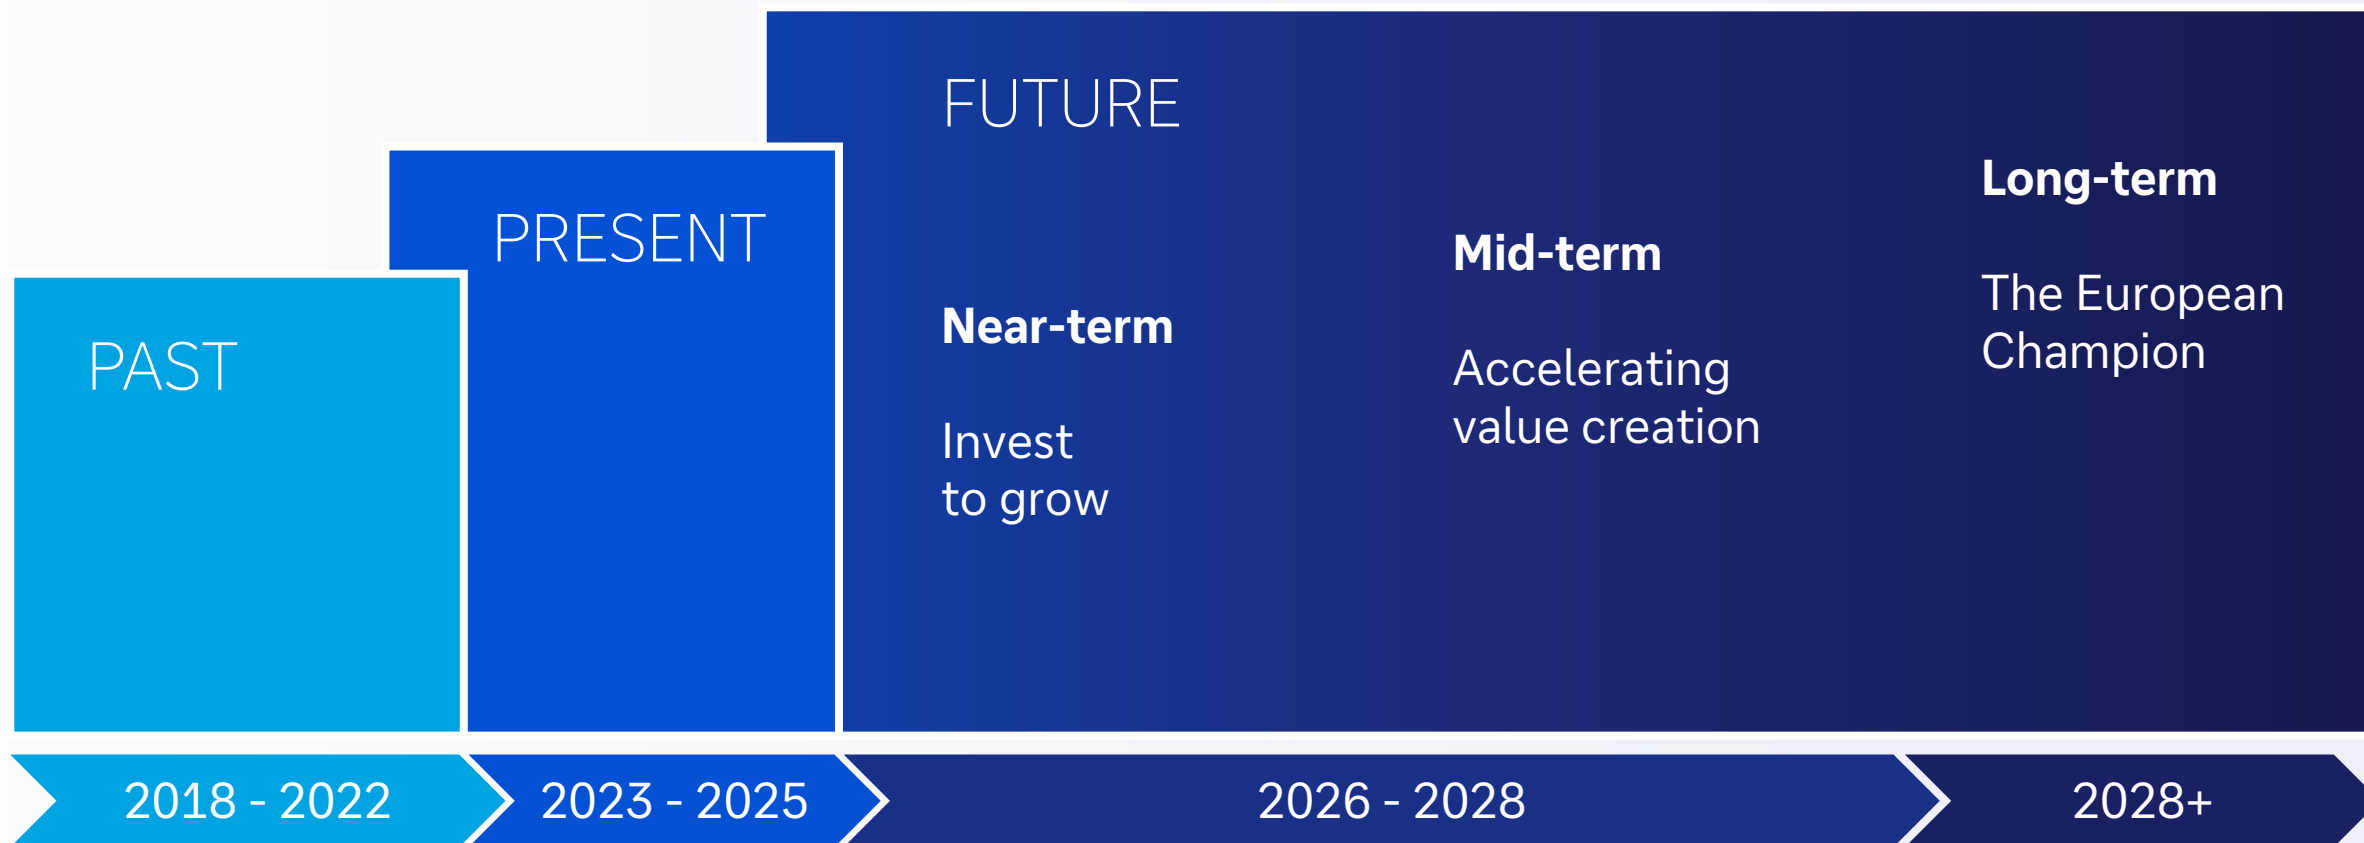 PAST
PRESENT
FUTURE
Near-term
Invest
to grow
Mid-term
Accelerating
value creation
Long-term
The European
Champion
2018 - 2022
2023 - 2025
2026 - 2028
2028+